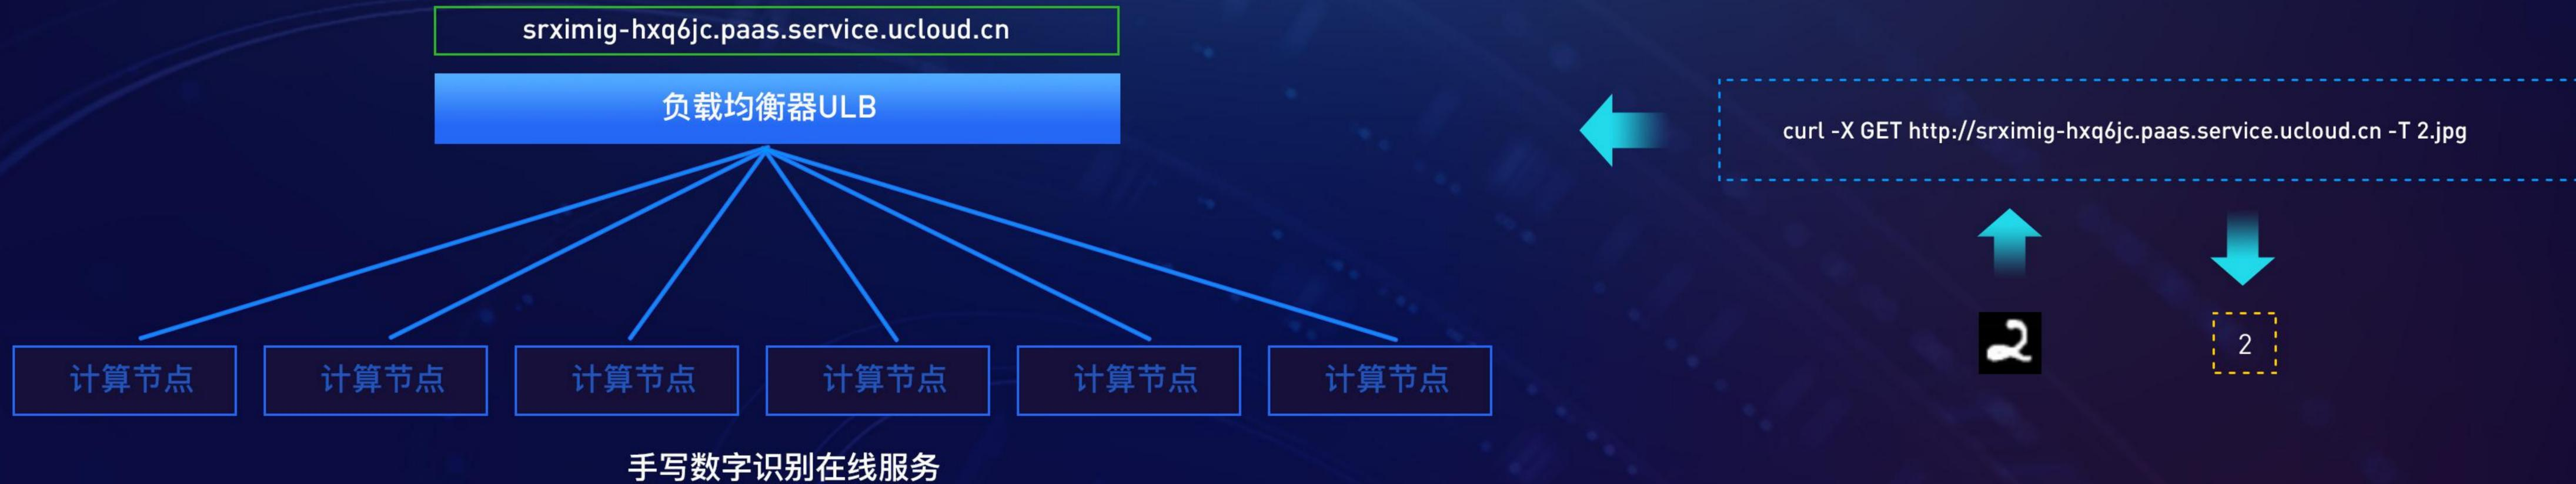 srximig-hxq6jc.paas.service.ucloud.cn
负载均衡器ULB
计算节点
计算节点
计算节点
计算节点
计算节点
计算节点
手写数字识别在线服务
curl -X GET http://srximig-hxq6jc.paas.service.ucloud.cn -T 2.jpg
2
2